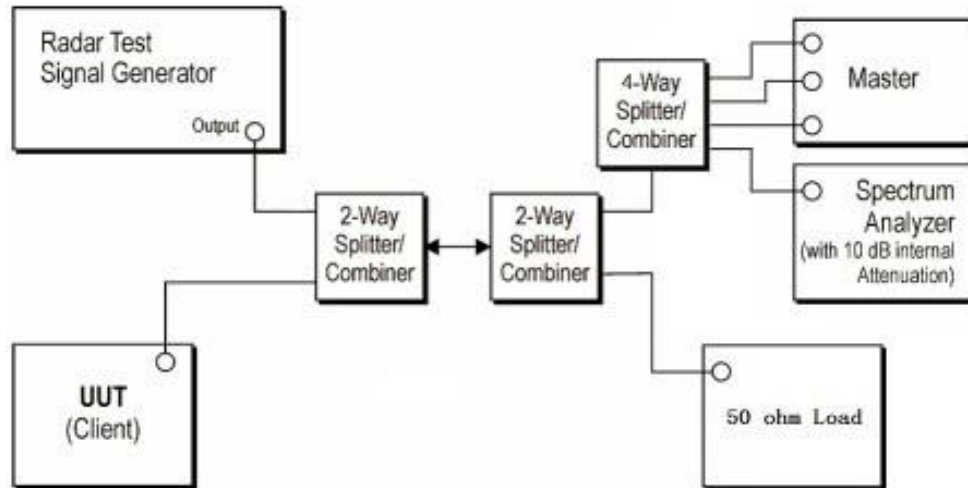 Radar Test
Signal Generator
Output
4-Way
Splitter/
Combiner
Master
Spectrum
Analyzer
(with 10 dB internal
Attenuation)
2-Way
Splitter/
Combiner
2-Way
Splitter/
Combiner
UUT
(Client)
50 ohm Load